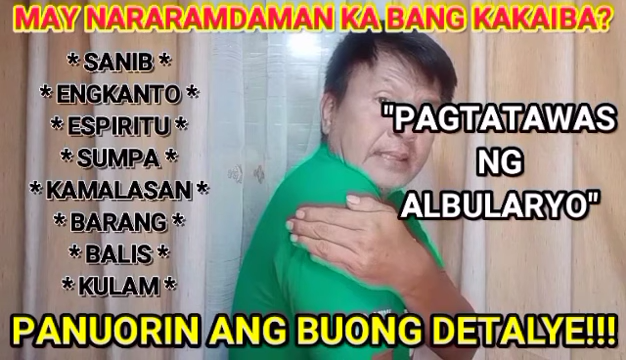 MAY NARARAMDAMAN KA BANG KAKAIBA?
* SANIB *
* ENGKANTO *
* ESPIRITU *
* SUMPA *
* KAMALASAN *
* BARANG *
* BALIS *
* KULAM *
"PAGTATAWAS
NG
ALBULARYO"
PANUORIN ANG BUONG DETALYE!!!